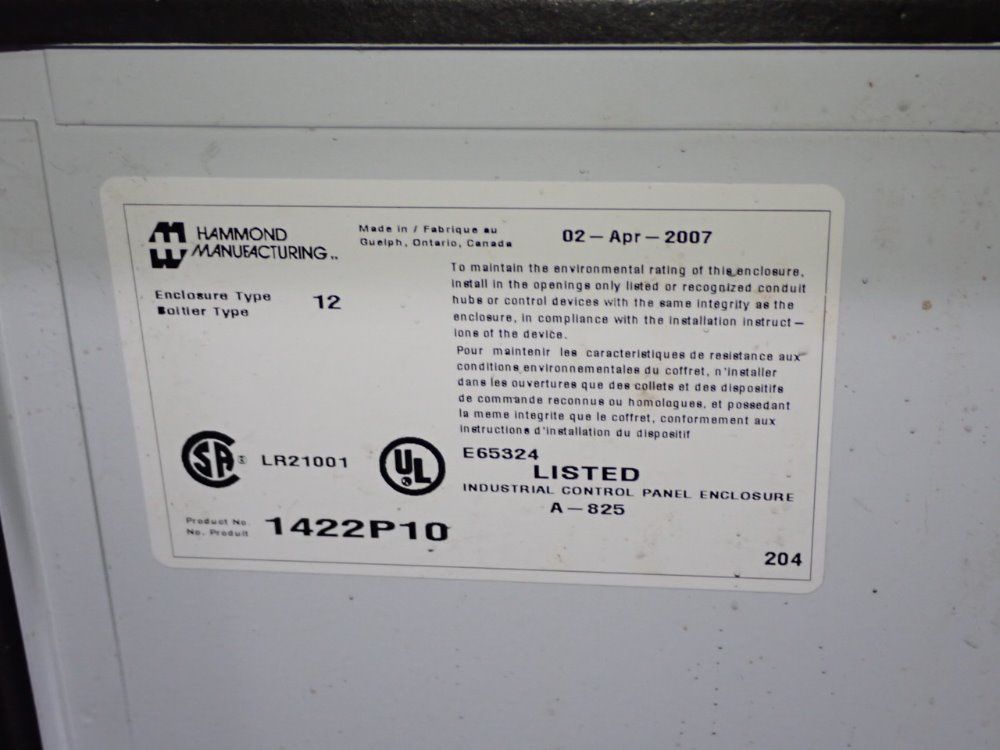 HAMMOND
MANUFACTURING™
Made in / Fabrique au
Guelph, Ontario, Canada
02-Apr-2007
Enclosure Type
Boitier Type
12
To maintain the environmental rating of this enclosure,
install in the openings only listed or recognized conduit
hubs or control devices with the same integrity as the
enclosure, in compliance with the installation instruct-
ions of the device.
Pour maintenir les caracteristiques de resistance aux
conditions environnementales du coffret, n'installer
dans les ouvertures que des collets et des dispositifs
de commande reconnus ou homologues, et possedant
la meme integrite que le coffret, conformement aux
instructions d'installation du dispositif
SA ® LR21001
UL
E65324
LISTED
INDUSTRIAL CONTROL PANEL ENCLOSURE
A-825
Product No.
No. Produit
1422P10
204